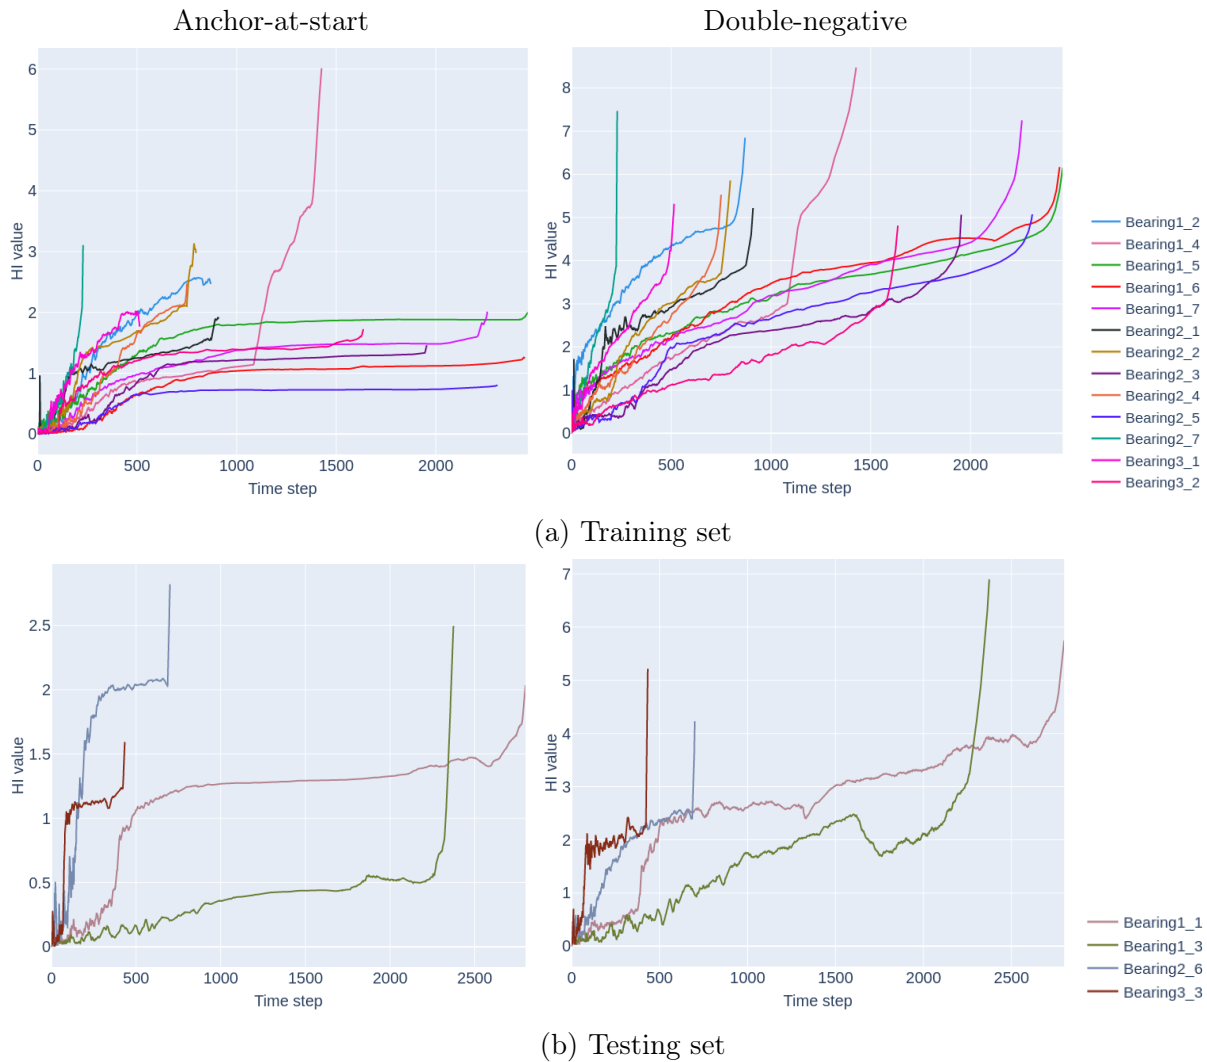 Anchor-at-start
Double-negative
6
5
4
3
2
1
0
HI value
0
500
1000
1500
2000
Time step
8
7
6
5
4
3
2
1
0
HI value
0
500
1000
1500
2000
Time step
Bearing1_2
Bearing1_4
Bearing1_5
Bearing1_6
Bearing1_7
Bearing2_1
Bearing2_2
Bearing2_3
Bearing2_4
Bearing2_5
Bearing2_7
Bearing3_1
Bearing3_2
(a) Training set
2.5
2
1.5
1
0.5
0
HI value
0
500
1000
1500
2000
2500
Time step
7
6
5
4
3
2
1
0
HI value
0
500
1000
1500
2000
2500
Time step
Bearing1_1
Bearing1_3
Bearing2_6
Bearing3_3
(b) Testing set